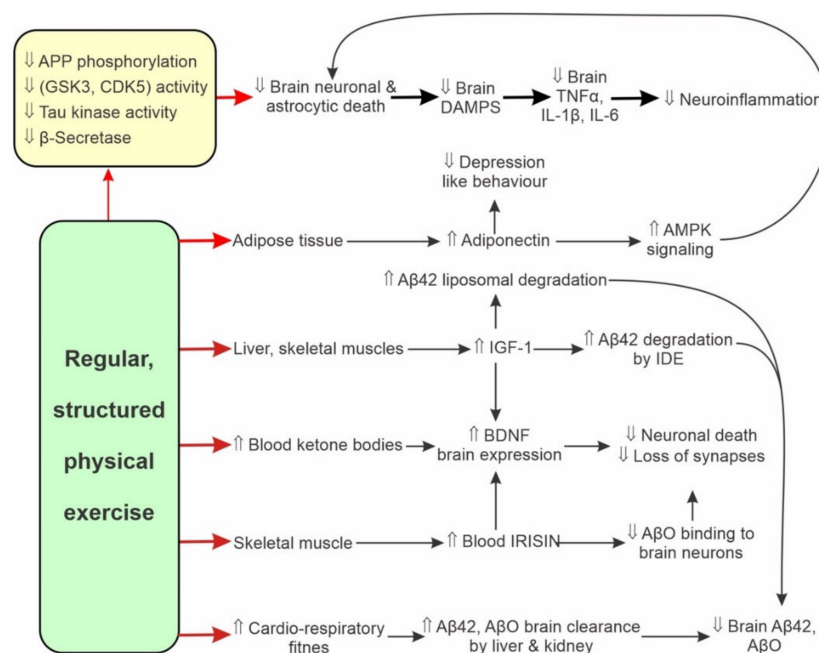 ⇓ APP phosphorylation
⇓ (GSK3, CDK5) activity
⇓ Tau kinase activity
⇓ β-Secretase
⇓ Brain neuronal &
astrocytic death
⇓ Brain
DAMPS
⇓ Brain
TNFα,
IL-1β, IL-6
⇓ Neuroinflammation
⇓ Depression
like behaviour
Adipose tissue
⇑ Adiponectin
⇑ AMPK
signaling
⇑ Aβ42 liposomal degradation
Regular,
structured
physical
exercise
Liver, skeletal muscles
⇑ IGF-1
⇑ Aβ42 degradation
by IDE
⇑ Blood ketone bodies
⇑ BDNF
brain expression
⇓ Neuronal death
⇓ Loss of synapses
Skeletal muscle
⇑ Blood IRISIN
⇓ AβO binding to
brain neurons
⇑ Cardio-respiratory
fitnes
⇑ Aβ42, AβO brain clearance
by liver & kidney
⇓ Brain Aβ42,
AβO